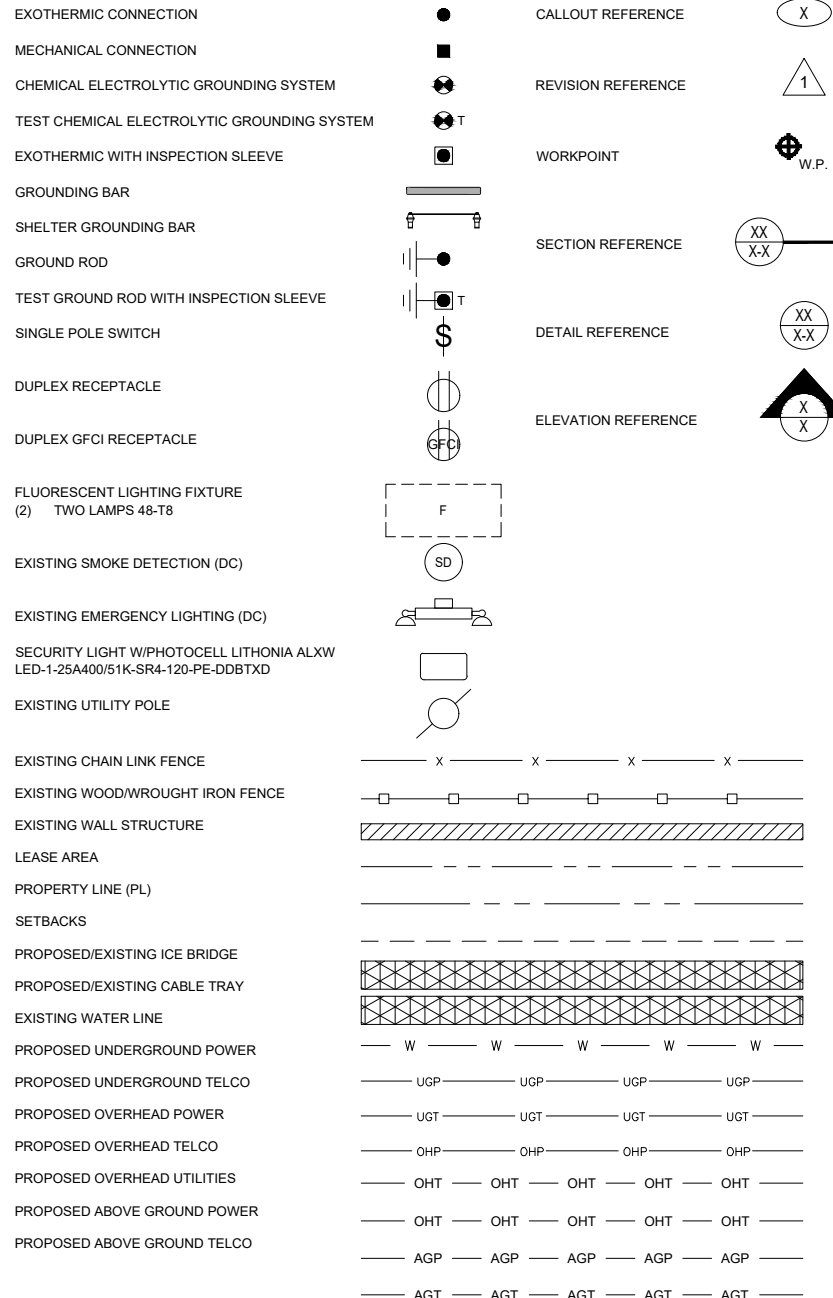 EXOTHERMIC CONNECTION
MECHANICAL CONNECTION
CHEMICAL ELECTROLYTIC GROUNDING SYSTEM
TEST CHEMICAL ELECTROLYTIC GROUNDING SYSTEM
T
EXOTHERMIC WITH INSPECTION SLEEVE
GROUNDING BAR
SHELTER GROUNDING BAR
GROUND ROD
TEST GROUND ROD WITH INSPECTION SLEEVE
T
SINGLE POLE SWITCH
S
DUPLEX RECEPTACLE
DUPLEX GFCI RECEPTACLE
GFCI
FLUORESCENT LIGHTING FIXTURE
(2) TWO LAMPS 48-T8
F
EXISTING SMOKE DETECTION (DC)
SD
EXISTING EMERGENCY LIGHTING (DC)
SECURITY LIGHT W/PHOTOCELL LITHONIA ALXW
LED-1-25A400/51K-SR4-120-PE-DDBTXD
EXISTING UTILITY POLE
EXISTING CHAIN LINK FENCE
X X X X
EXISTING WOOD/WROUGHT IRON FENCE
EXISTING WALL STRUCTURE
LEASE AREA
PROPERTY LINE (PL)
SETBACKS
PROPOSED/EXISTING ICE BRIDGE
PROPOSED/EXISTING CABLE TRAY
EXISTING WATER LINE
PROPOSED UNDERGROUND POWER
W W W W W
PROPOSED UNDERGROUND TELCO
UGP UGP UGP UGP
PROPOSED OVERHEAD POWER
UGT UGT UGT UGT
PROPOSED OVERHEAD TELCO
OHP OHP OHP OHP
PROPOSED OVERHEAD UTILITIES
OHT OHT OHT OHT OHT
PROPOSED ABOVE GROUND POWER
OHT OHT OHT OHT OHT
PROPOSED ABOVE GROUND TELCO
AGP AGP AGP AGP AGP
AGT AGT AGT AGT AGT
CALLOUT REFERENCE
X
REVISION REFERENCE
1
WORKPOINT
W.P.
SECTION REFERENCE
XX
X-X
DETAIL REFERENCE
XX
X-X
ELEVATION REFERENCE
X
X